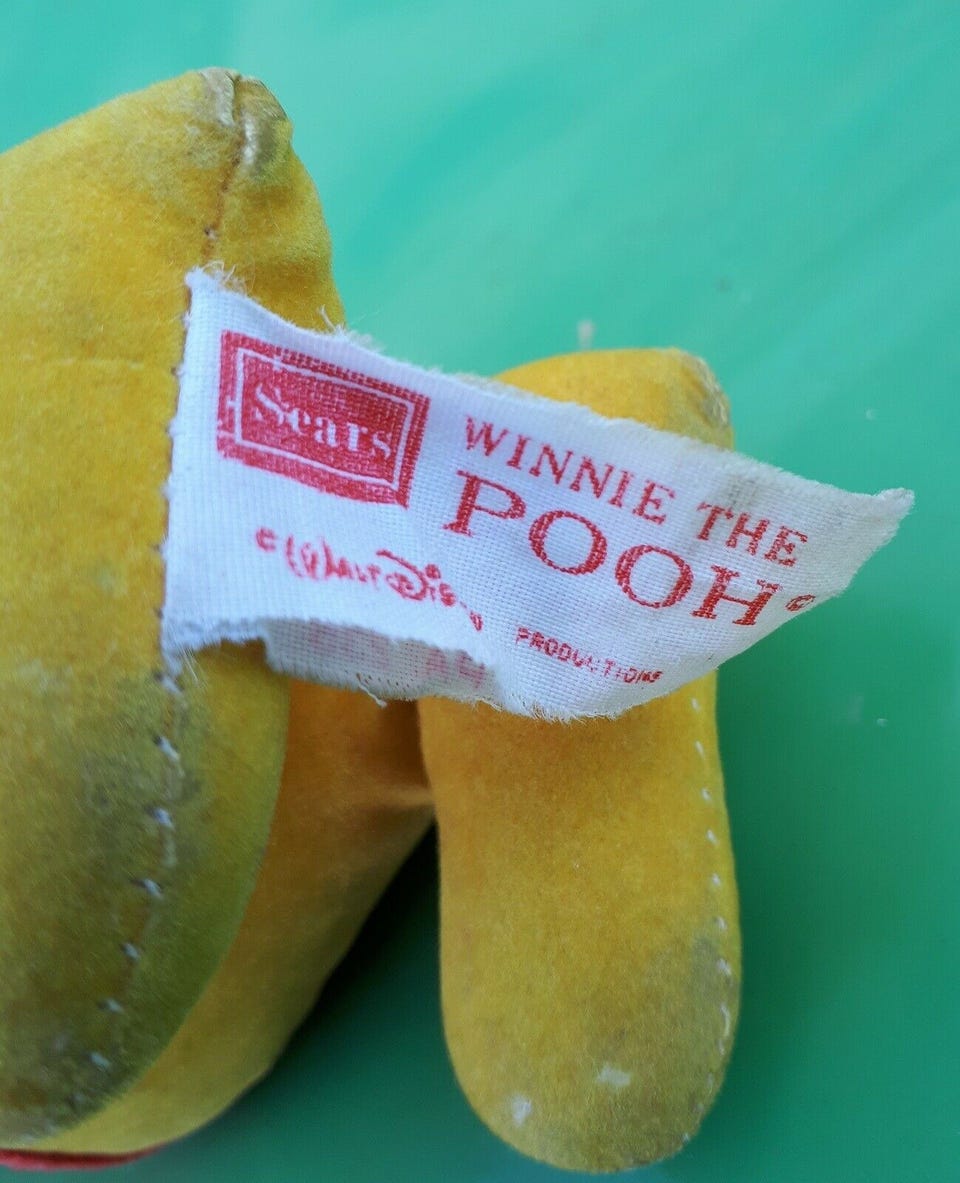 Sears
WINNIE THE
POOH©
© WALT DISNEY
PRODUCTIONS